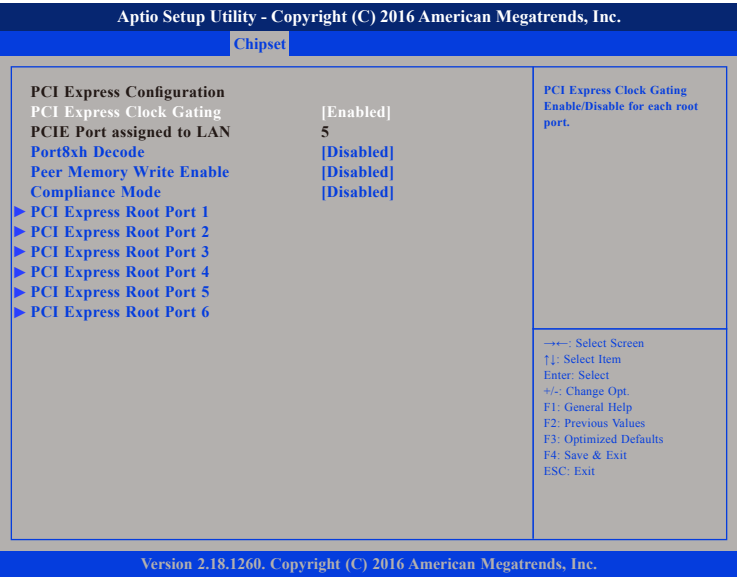 Aptio Setup Utility - Copyright (C) 2016 American Megatrends, Inc.
Chipset
PCI Express Configuration
PCI Express Clock Gating [Enabled]
PCIE Port assigned to LAN 5
Port8xh Decode [Disabled]
Peer Memory Write Enable [Disabled]
Compliance Mode [Disabled]
► PCI Express Root Port 1
► PCI Express Root Port 2
► PCI Express Root Port 3
► PCI Express Root Port 4
► PCI Express Root Port 5
► PCI Express Root Port 6
PCI Express Clock Gating
Enable/Disable for each root
port.
→←: Select Screen
↑↓: Select Item
Enter: Select
+/-: Change Opt.
F1: General Help
F2: Previous Values
F3: Optimized Defaults
F4: Save & Exit
ESC: Exit
Version 2.18.1260. Copyright (C) 2016 American Megatrends, Inc.